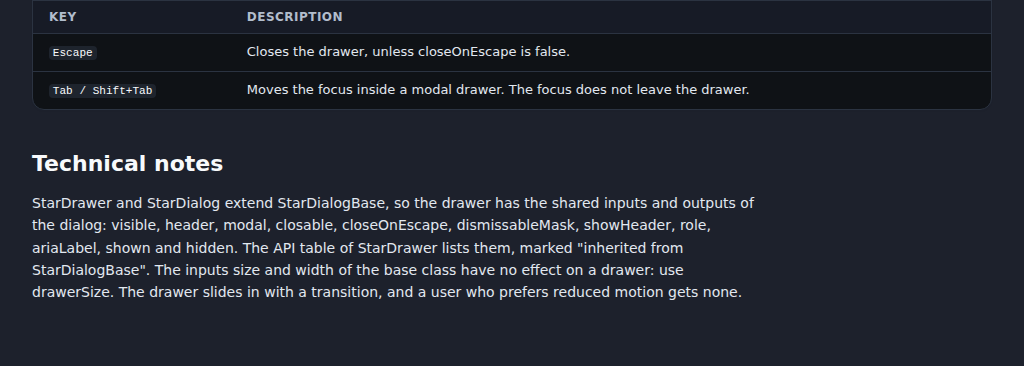 KEY DESCRIPTION
Escape Closes the drawer, unless closeOnEscape is false.
Tab / Shift+Tab Moves the focus inside a modal drawer. The focus does not leave the drawer.
Technical notes
StarDrawer and StarDialog extend StarDialogBase, so the drawer has the shared inputs and outputs of
the dialog: visible, header, modal, closable, closeOnEscape, dismissableMask, showHeader, role,
ariaLabel, shown and hidden. The API table of StarDrawer lists them, marked "inherited from
StarDialogBase". The inputs size and width of the base class have no effect on a drawer: use
drawerSize. The drawer slides in with a transition, and a user who prefers reduced motion gets none.